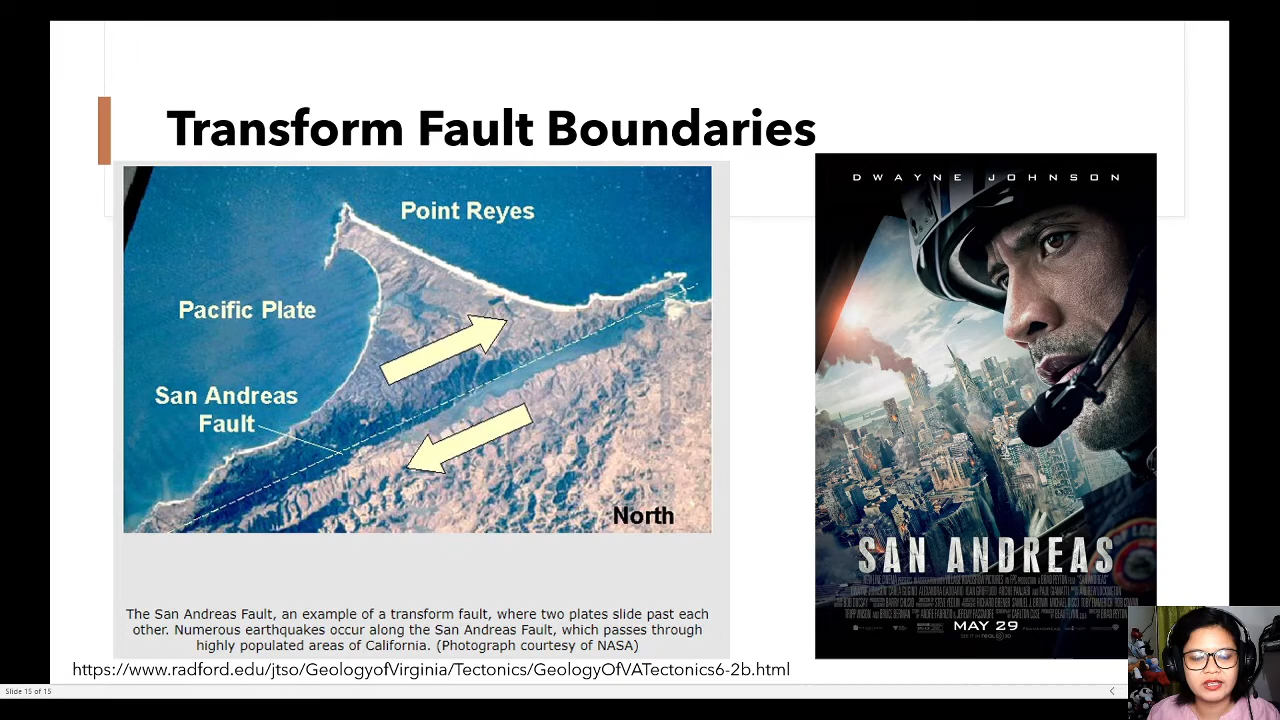 Transform Fault Boundaries
Point Reyes
Pacific Plate
San Andreas
Fault
North
The San Andreas Fault, an example of a transform fault, where two plates slide past each
other. Numerous earthquakes occur along the San Andreas Fault, which passes through
highly populated areas of California. (Photograph courtesy of NASA)
https://www.radford.edu/jtso/GeologyofVirginia/Tectonics/GeologyOfVATectonics6-2b.html
DWAYNE JOHNSON
SAN ANDREAS
MAY 29
Slide 15 of 15